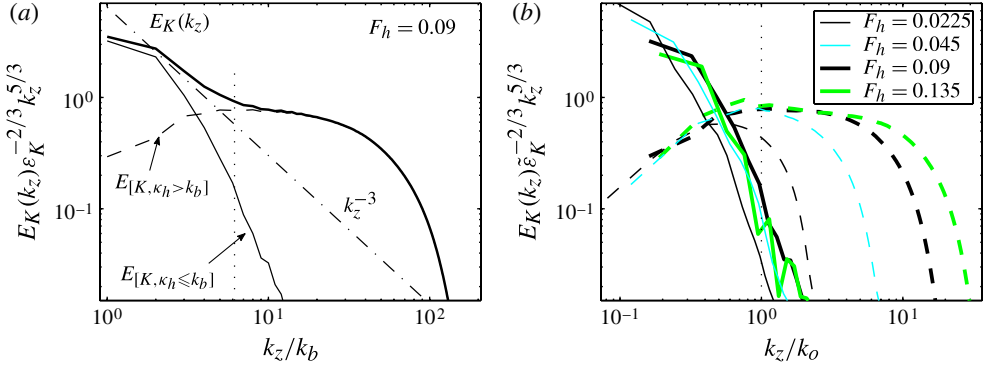 (a)
E_K(k_z)
F_h = 0.09
E_K(k_z) ε̃_K^{-2/3} k_z^{5/3}
10^0
10^{-1}
E_{[K, κ_h > k_b]}
k_z^{-3}
E_{[K, κ_h ⩽ k_b]}
10^0 10^1 10^2
k_z/k_b
(b)
F_h = 0.0225
F_h = 0.045
F_h = 0.09
F_h = 0.135
E_K(k_z) ε̃_K^{-2/3} k_z^{5/3}
10^0
10^{-1}
10^{-1} 10^0 10^1
k_z/k_o